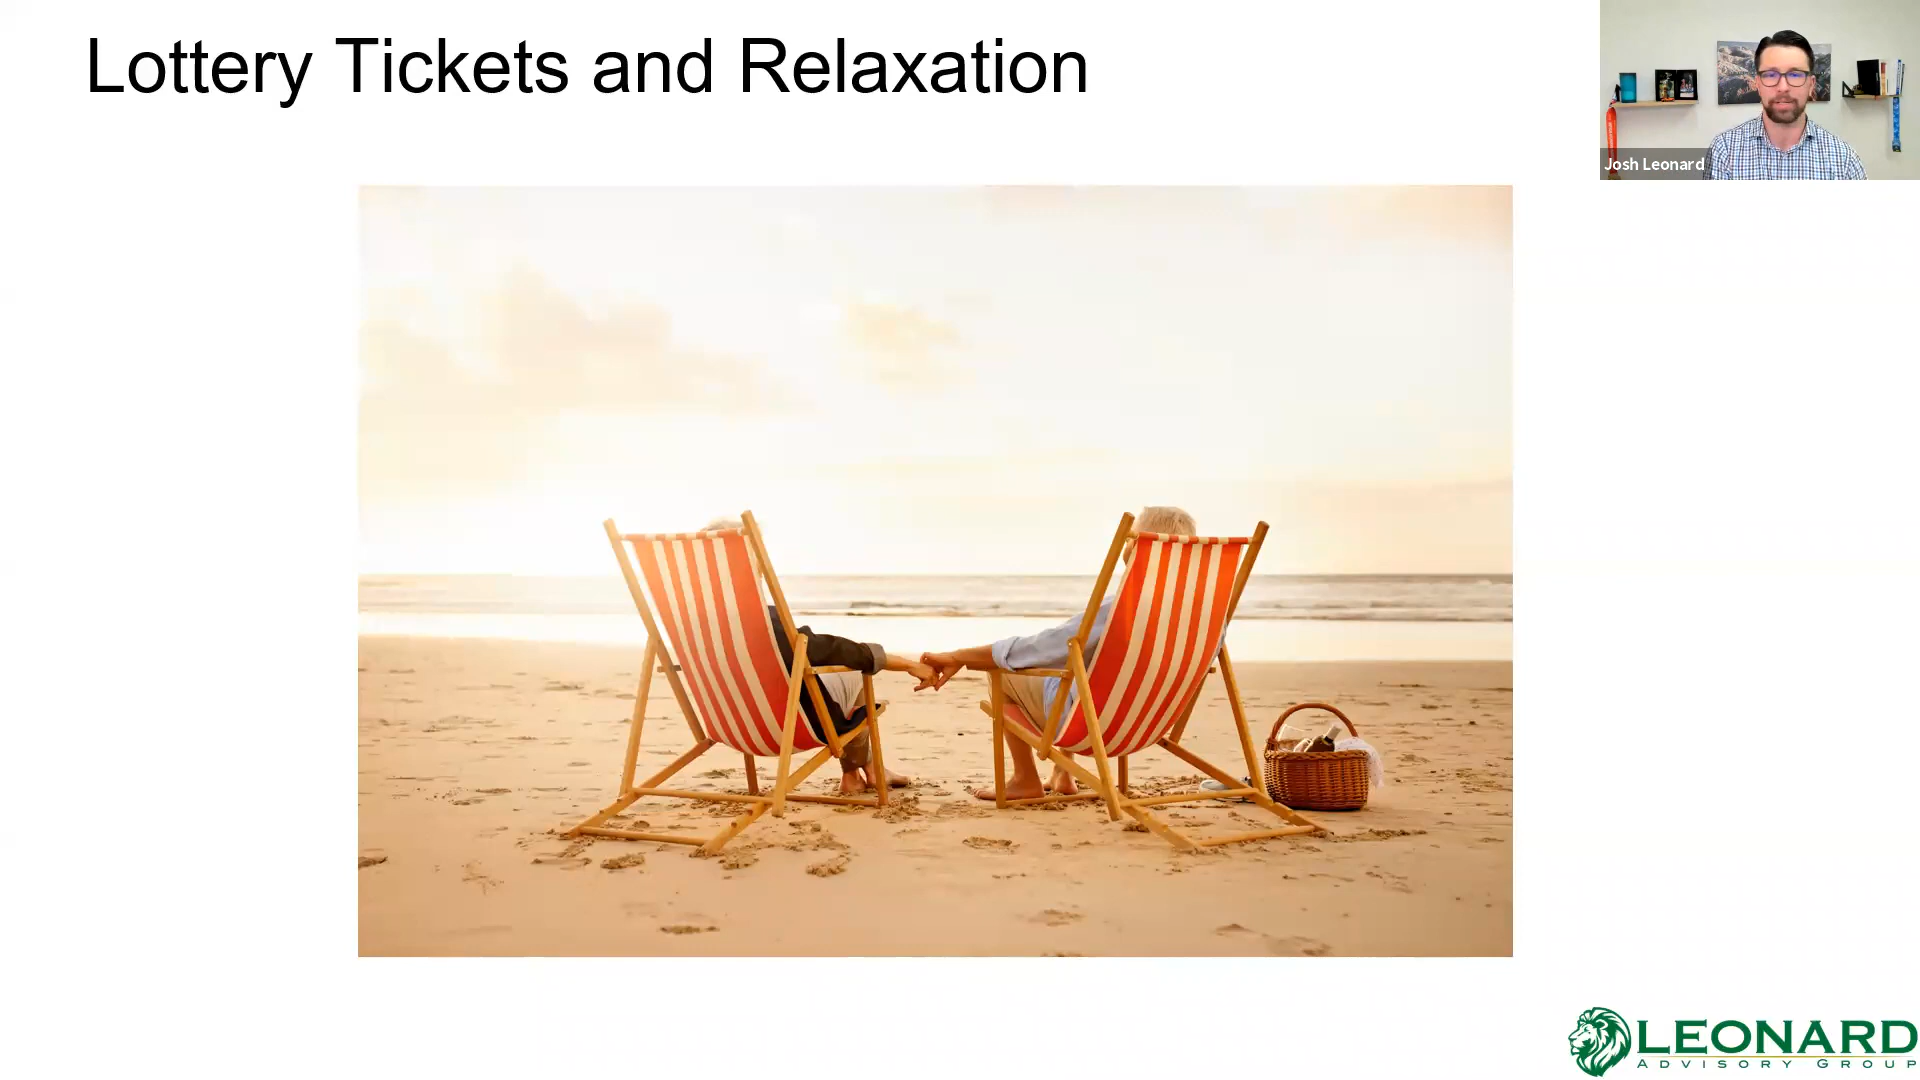 Lottery Tickets and Relaxation
Josh Leonard
LEONARD
ADVISORY GROUP